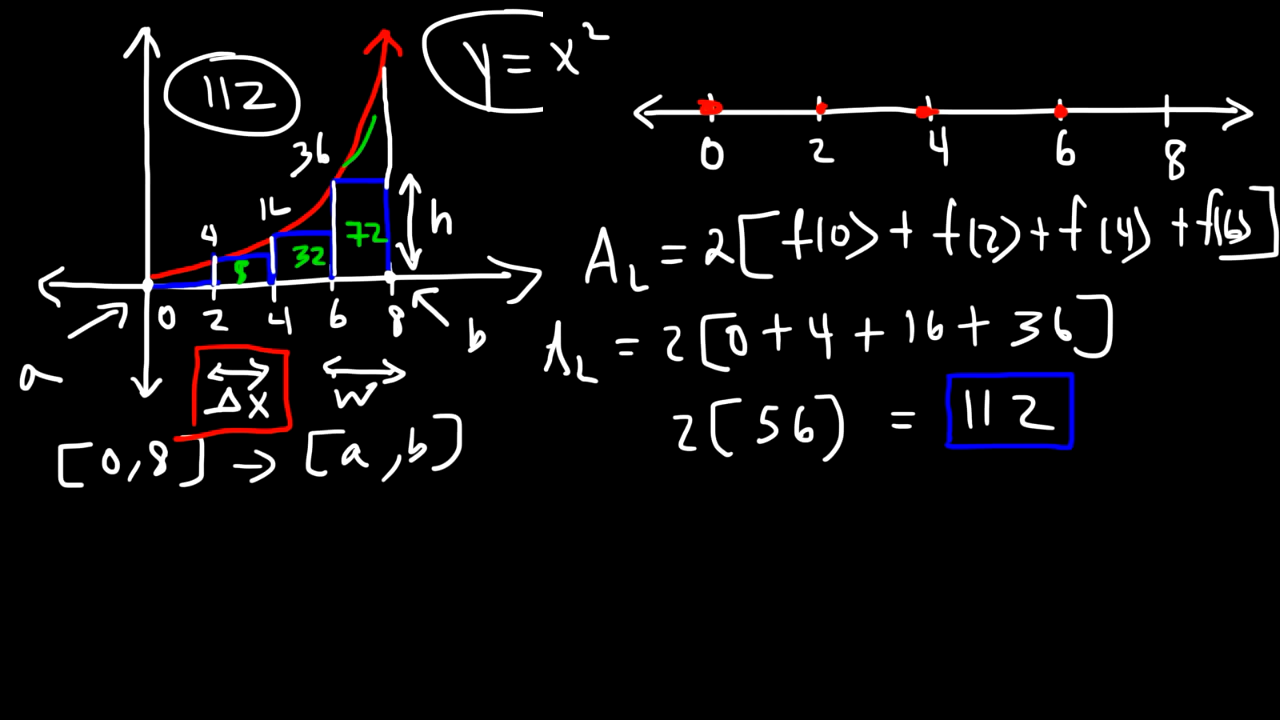 112
y = x²
36
16
4
8
32
72
h
0 2 4 6 8
a
b
Δx
w
[0,8] → [a,b]
0 2 4 6 8
A_L = 2[f(0) + f(2) + f(4) + f(6)]
A_L = 2[0 + 4 + 16 + 36]
2[56) = 112